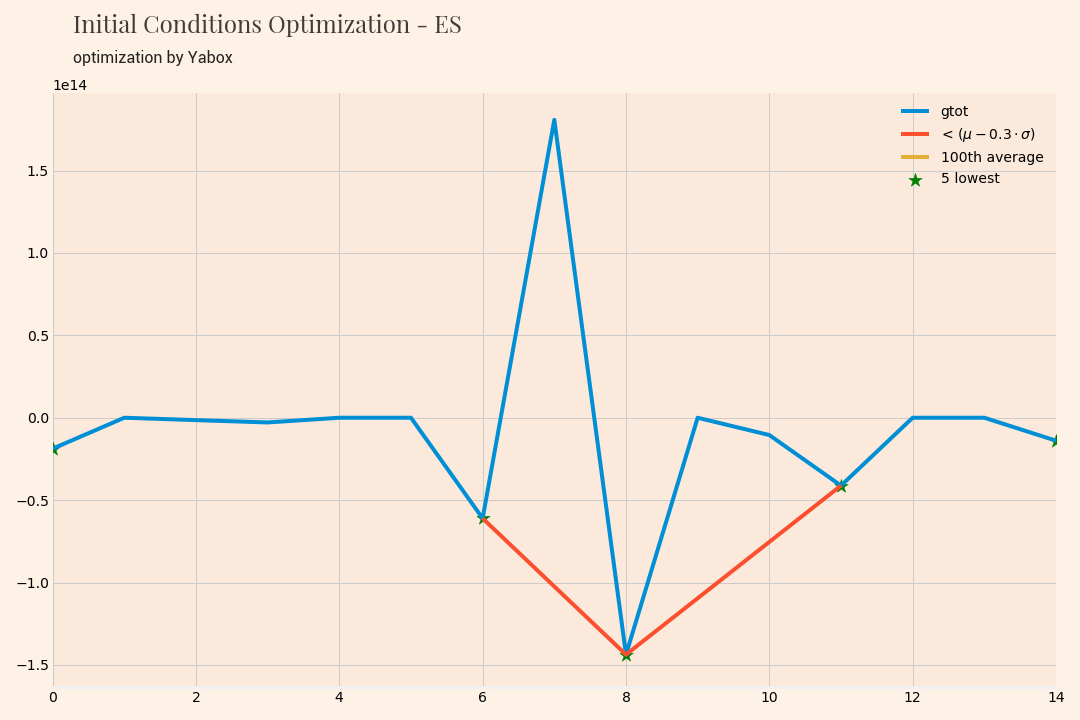 Initial Conditions Optimization - ES
optimization by Yabox
1e14
gtot
< (μ − 0.3 · σ)
100th average
5 lowest
1.5
1.0
0.5
0.0
−0.5
−1.0
−1.5
0 2 4 6 8 10 12 14